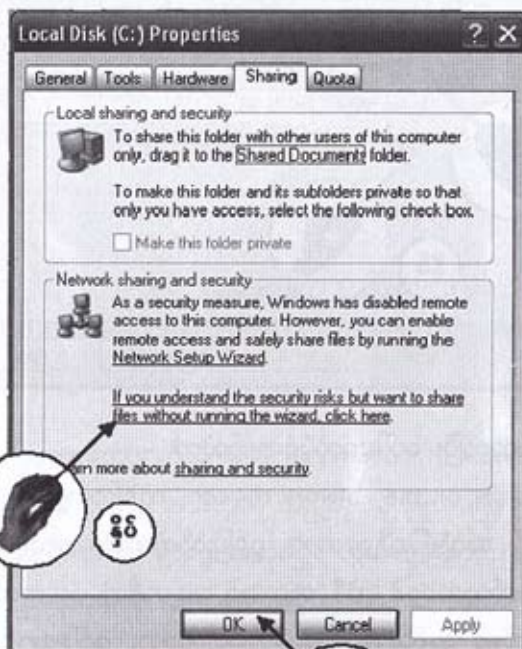 Local Disk (C:) Properties
? X
General Tools Hardware Sharing Quota
Local sharing and security
To share this folder with other users of this computer
only, drag it to the Shared Documents folder.
To make this folder and its subfolders private so that
only you have access, select the following check box.
Make this folder private
Network sharing and security
As a security measure, Windows has disabled remote
access to this computer. However, you can enable
remote access and safely share files by running the
Network Setup Wizard.
If you understand the security risks but want to share
files without running the wizard, click here.
more about sharing and security.
နှိပ်
OK Cancel Apply